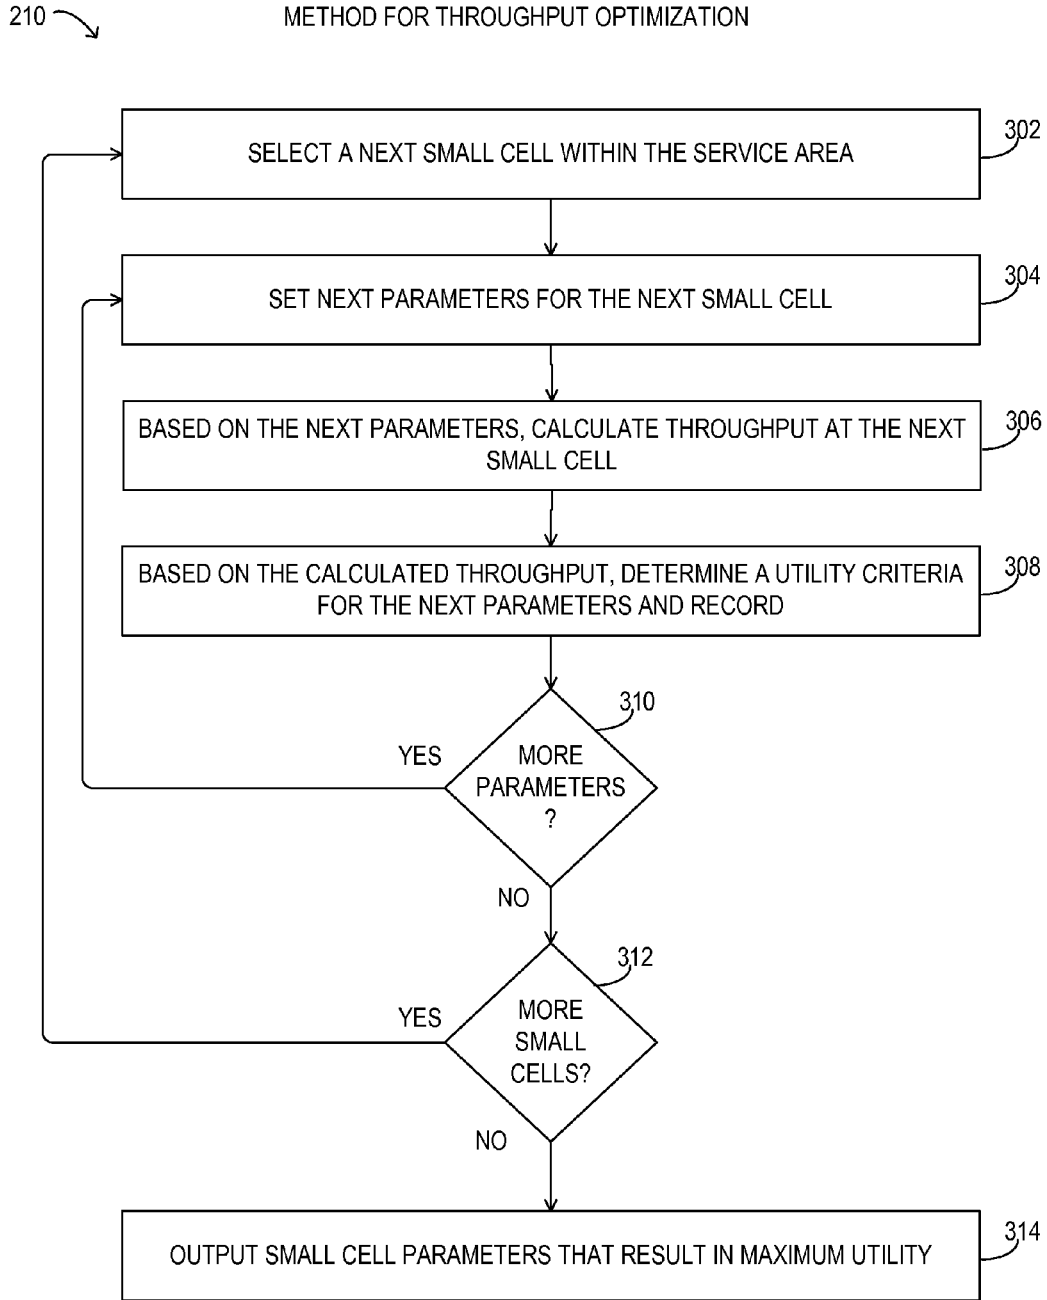 210
METHOD FOR THROUGHPUT OPTIMIZATION
302
SELECT A NEXT SMALL CELL WITHIN THE SERVICE AREA
304
SET NEXT PARAMETERS FOR THE NEXT SMALL CELL
306
BASED ON THE NEXT PARAMETERS, CALCULATE THROUGHPUT AT THE NEXT
SMALL CELL
308
BASED ON THE CALCULATED THROUGHPUT, DETERMINE A UTILITY CRITERIA
FOR THE NEXT PARAMETERS AND RECORD
310
YES
MORE
PARAMETERS
?
NO
312
YES
MORE
SMALL
CELLS?
NO
314
OUTPUT SMALL CELL PARAMETERS THAT RESULT IN MAXIMUM UTILITY